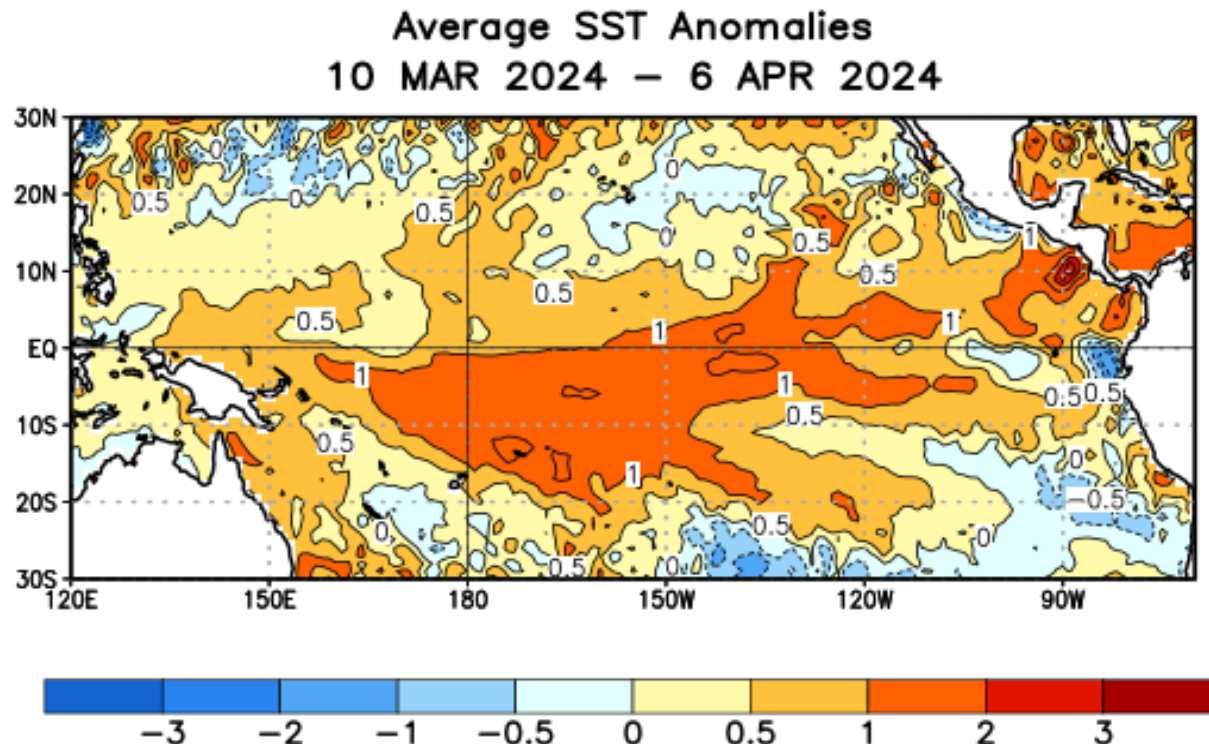 Average SST Anomalies
10 MAR 2024 – 6 APR 2024
30N
0
0
20N
0.5 0 0.5
0 0.5 1
10N
0.5
0.5
0.5 1 1
EQ
1 1 0.5 0.5
0.5
10S
0.5
0
1
20S −0.5
0 0.5 0
0.5 0
30S
120E 150E 180 150W 120W 90W
−3 −2 −1 −0.5 0 0.5 1 2 3